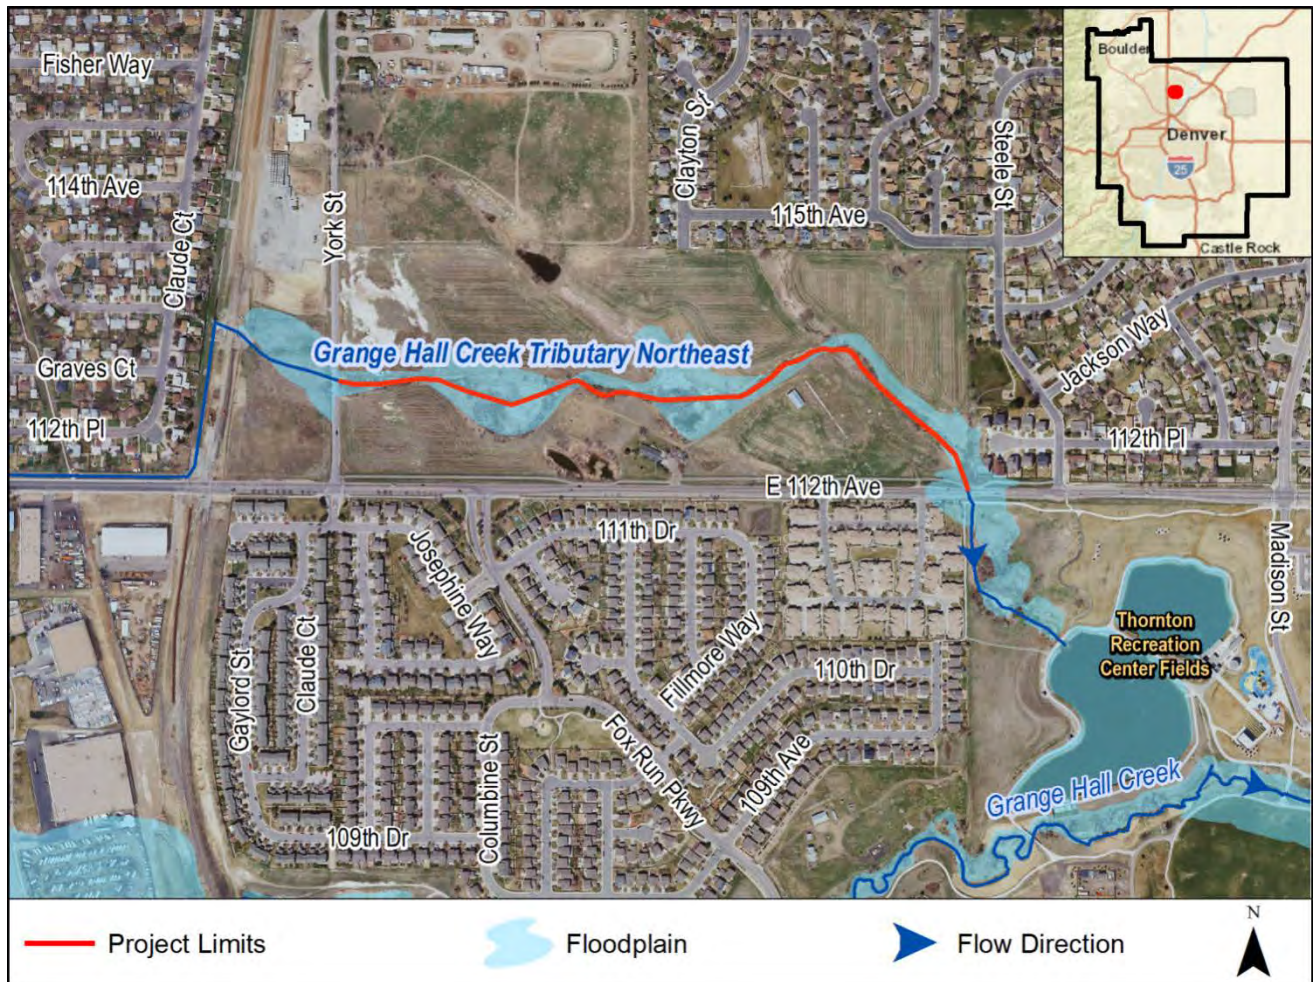 Fisher Way
114th Ave
Claude Ct
Graves Ct
112th Pl
York St
Clayton St
115th Ave
Steele St
Jackson Way
112th Pl
Boulder
Denver
25
Castle Rock
Grange Hall Creek Tributary Northeast
E 112th Ave
111th Dr
Josephine Way
Gaylord St
Claude Ct
Fillmore Way
110th Dr
Fox Run Pkwy
109th Ave
Columbine St
109th Dr
Madison St
Thornton
Recreation
Center Fields
Grange Hall Creek
Project Limits
Floodplain
Flow Direction
N